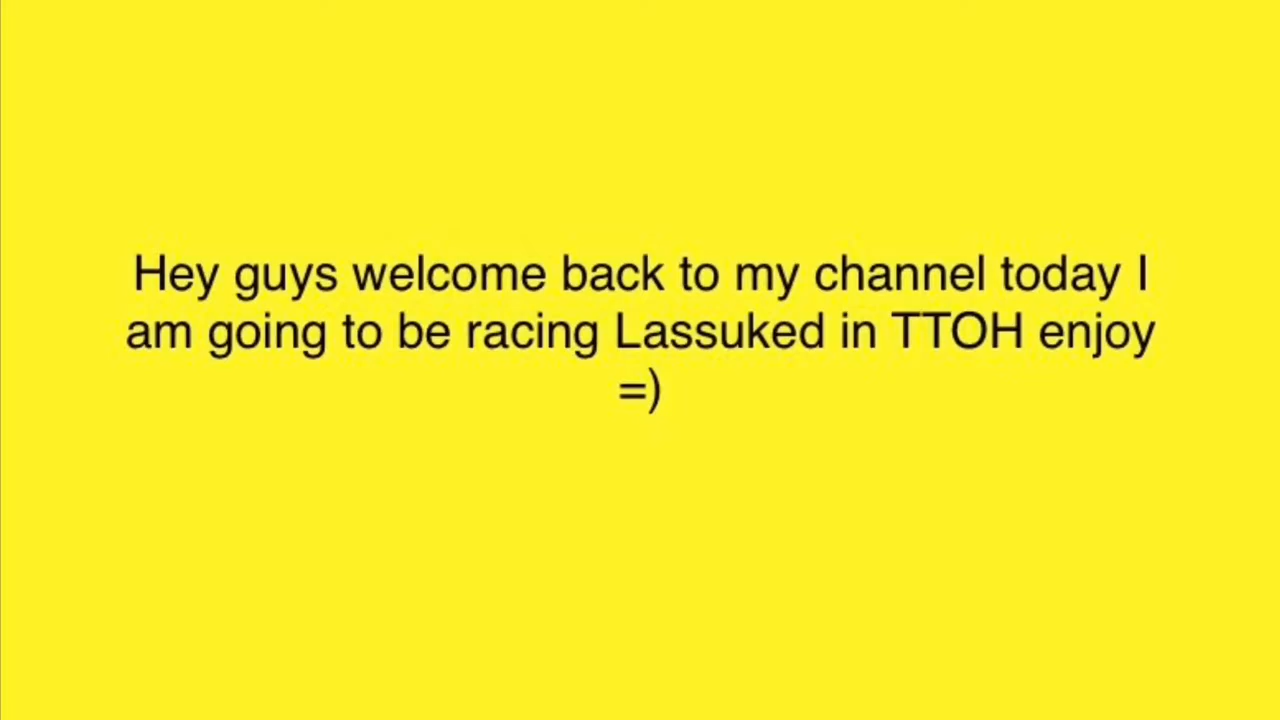 Hey guys welcome back to my channel today I
am going to be racing Lassuked in TTOH enjoy
=)